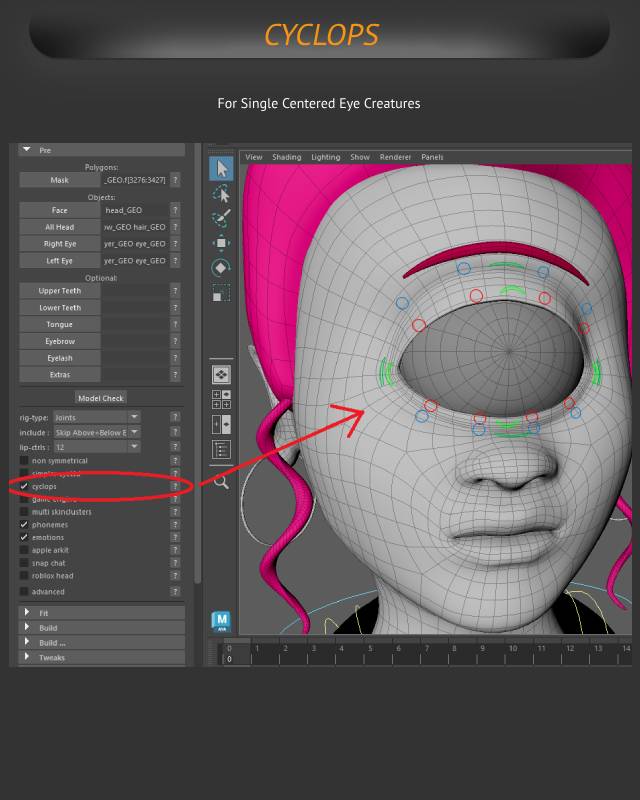 CYCLOPS
For Single Centered Eye Creatures
Pre
Polygons:
Mask _GEO.f[3276:3427] ?
Objects:
Face head_GEO ?
All Head ow_GEO hair_GEO ?
Right Eye yer_GEO eye_GEO ?
Left Eye yer_GEO eye_GEO ?
Optional:
Upper Teeth ?
Lower Teeth ?
Tongue ?
Eyebrow ?
Eyelash ?
Extras ?
Model Check
rig-type: Joints ?
include : Skip Above+Below E ?
lip-ctrls : 12 ?
non symmetrical ?
?
cyclops ?
game engine ?
multi skinclusters ?
phonemes ?
emotions ?
apple arkit ?
snap chat ?
roblox head ?
advanced ?
Fit
Build
Build ...
Tweaks
View Shading Lighting Show Renderer Panels
M
0 1 2 3 4 5 6 7 8 9 10 11 12 13 14
0